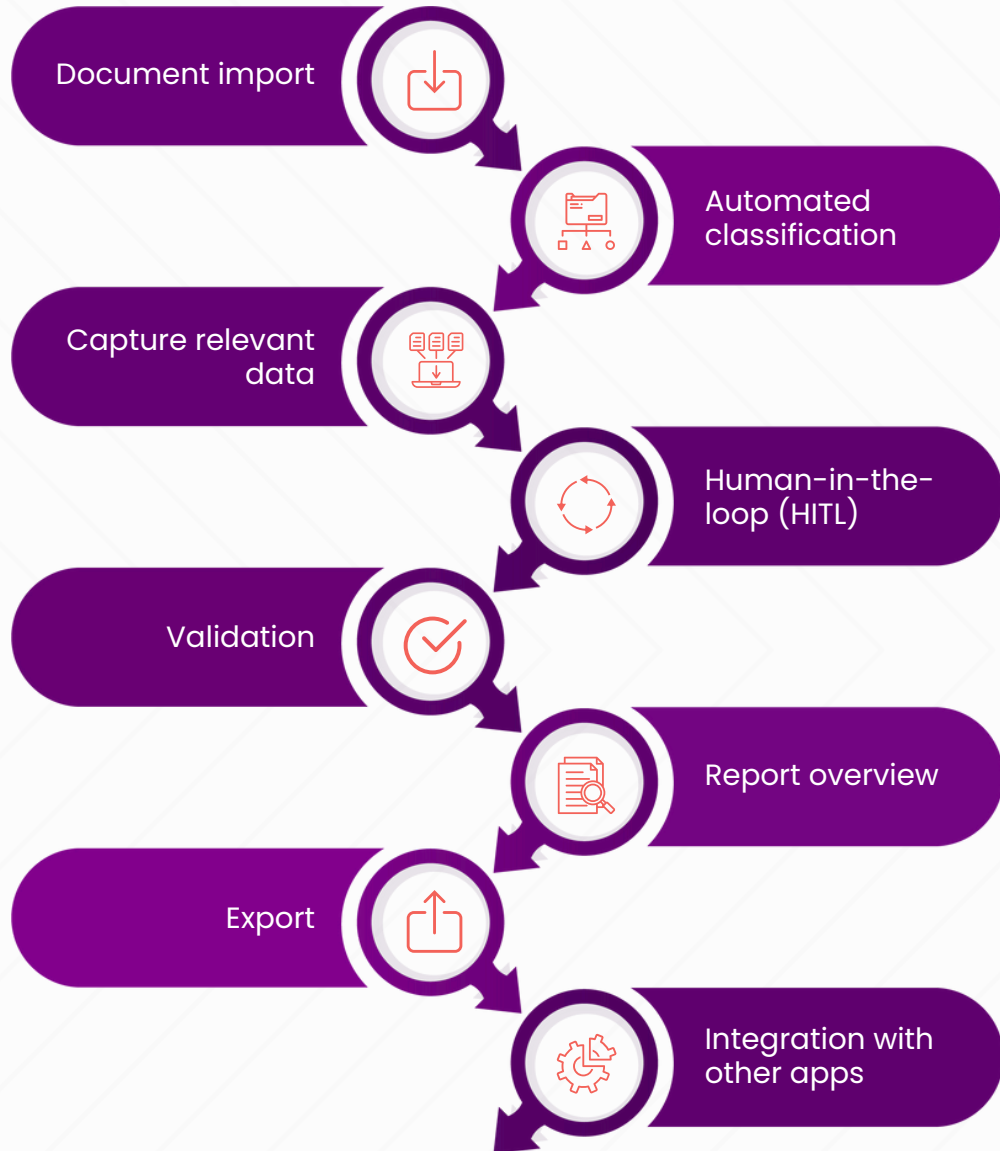 Document import
Automated
classification
Capture relevant
data
Human-in-the-
loop (HITL)
Validation
Report overview
Export
Integration with
other apps